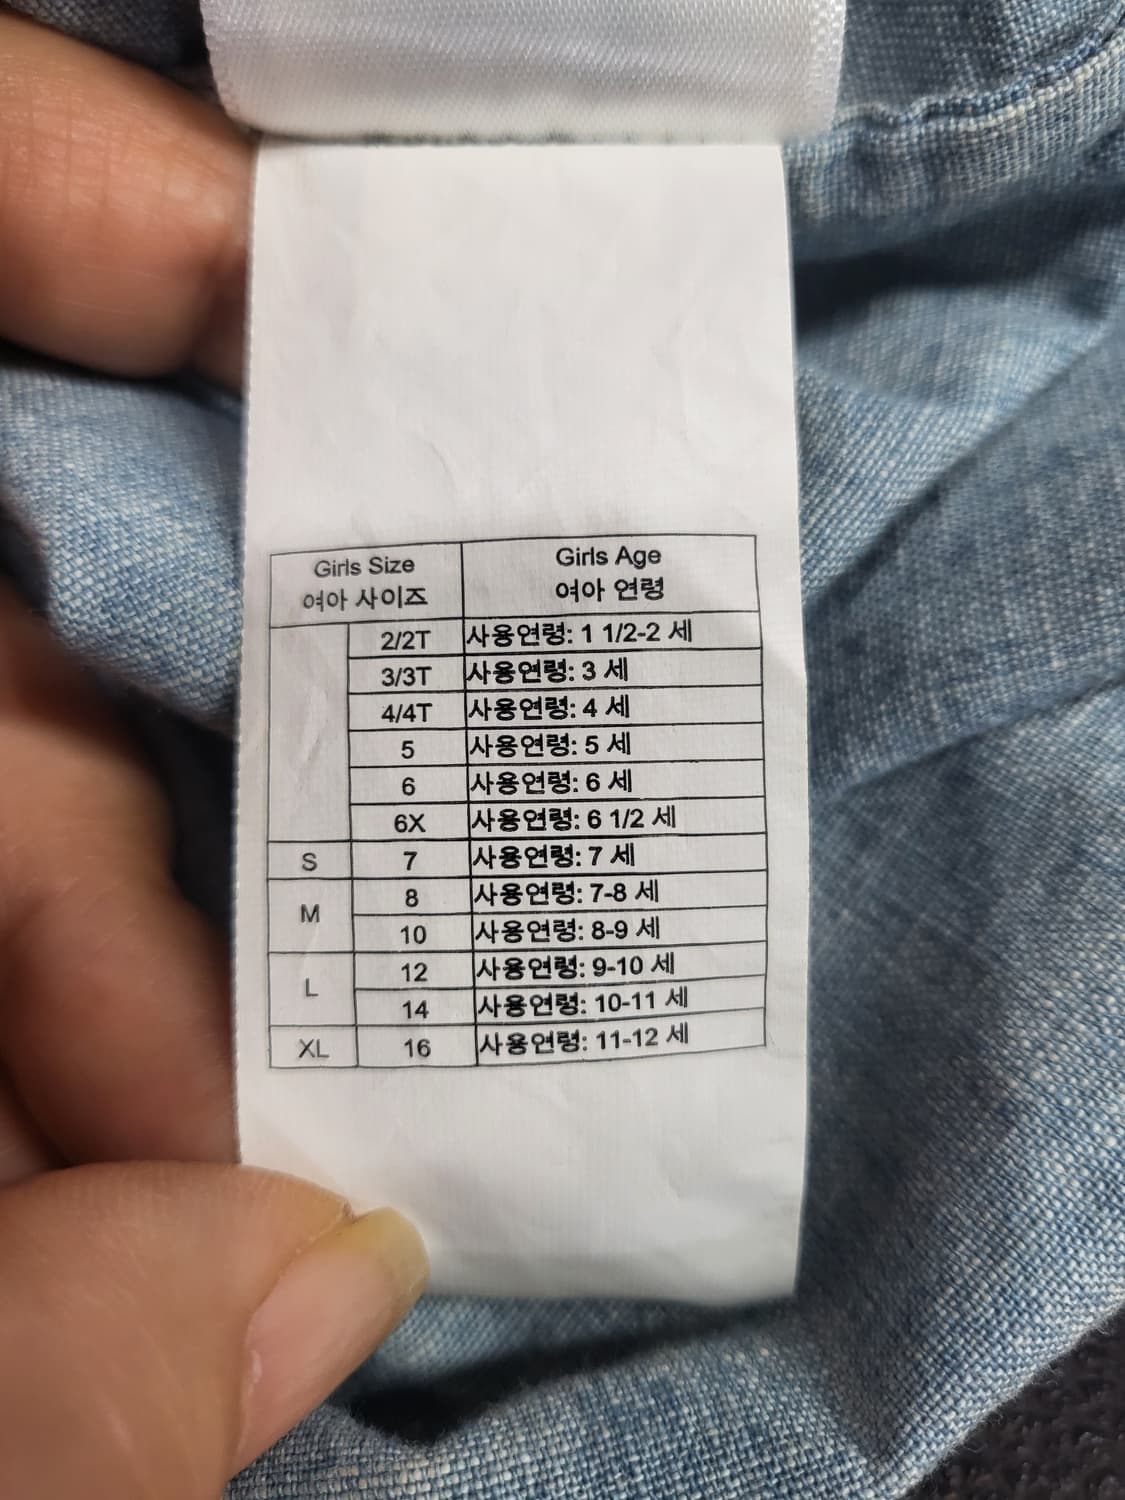 Girls Size Girls Age
여아 사이즈 여아 연령
2/2T 사용연령: 1 1/2-2 세
3/3T 사용연령: 3 세
4/4T 사용연령: 4 세
5 사용연령: 5 세
6 사용연령: 6 세
6X 사용연령: 6 1/2 세
S 7 사용연령: 7 세
M 8 사용연령: 7-8 세
10 사용연령: 8-9 세
L 12 사용연령: 9-10 세
14 사용연령: 10-11 세
XL 16 사용연령: 11-12 세